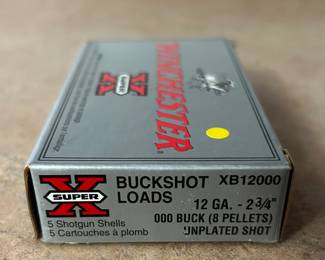 WINCHESTER
SUPER
X
BUCKSHOT XB12000
LOADS
12 GA. - 2 3/4"
000 BUCK (8 PELLETS)
UNPLATED SHOT
X
SUPER
5 Shotgun Shells
5 Cartouches à plomb